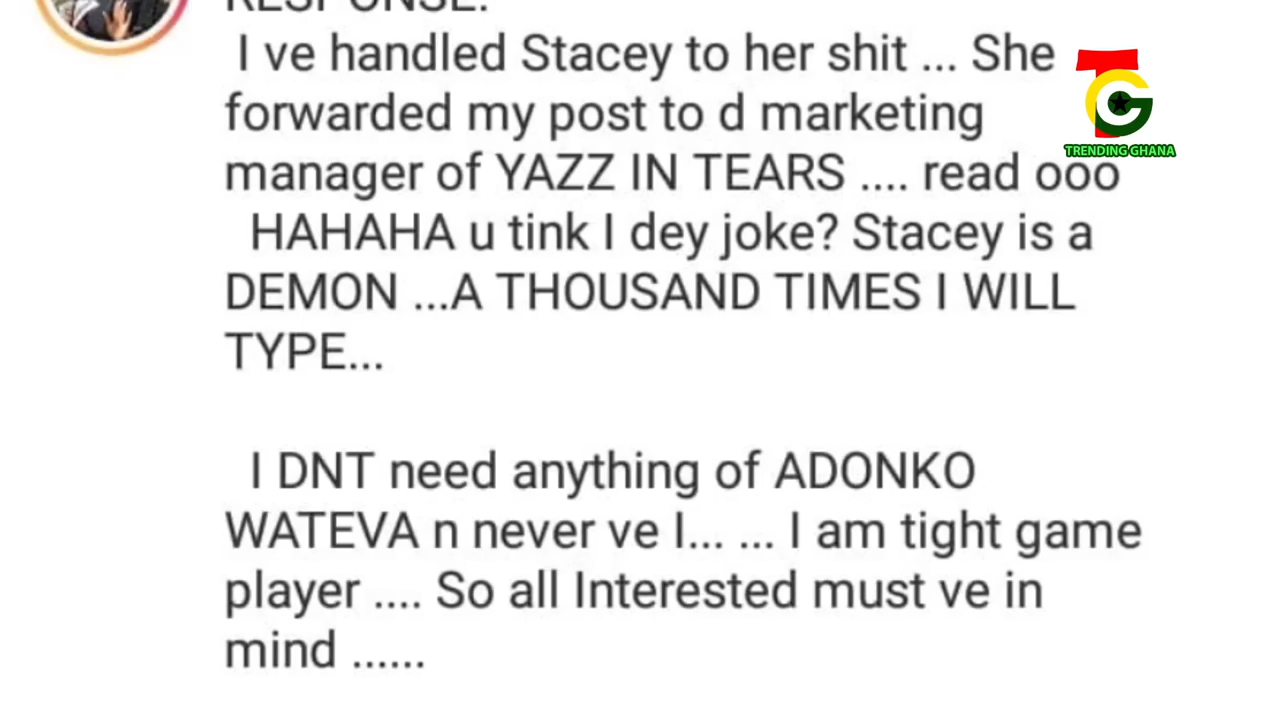 RESPONSE:
I ve handled Stacey to her shit ... She
forwarded my post to d marketing
manager of YAZZ IN TEARS .... read ooo
HAHAHA u tink I dey joke? Stacey is a
DEMON ...A THOUSAND TIMES I WILL
TYPE...
I DNT need anything of ADONKO
WATEVA n never ve I... ... I am tight game
player .... So all Interested must ve in
mind ......
TG
TRENDING GHANA